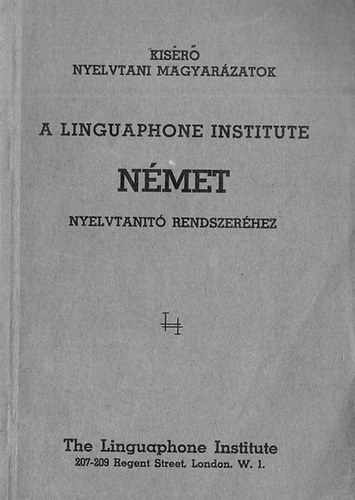 KISÉRŐ
NYELVTANI MAGYARÁZATOK
A LINGUAPHONE INSTITUTE
NÉMET
NYELVTANITÓ RENDSZERÉHEZ
The Linguaphone Institute
207-209 Regent Street, London. W. 1.